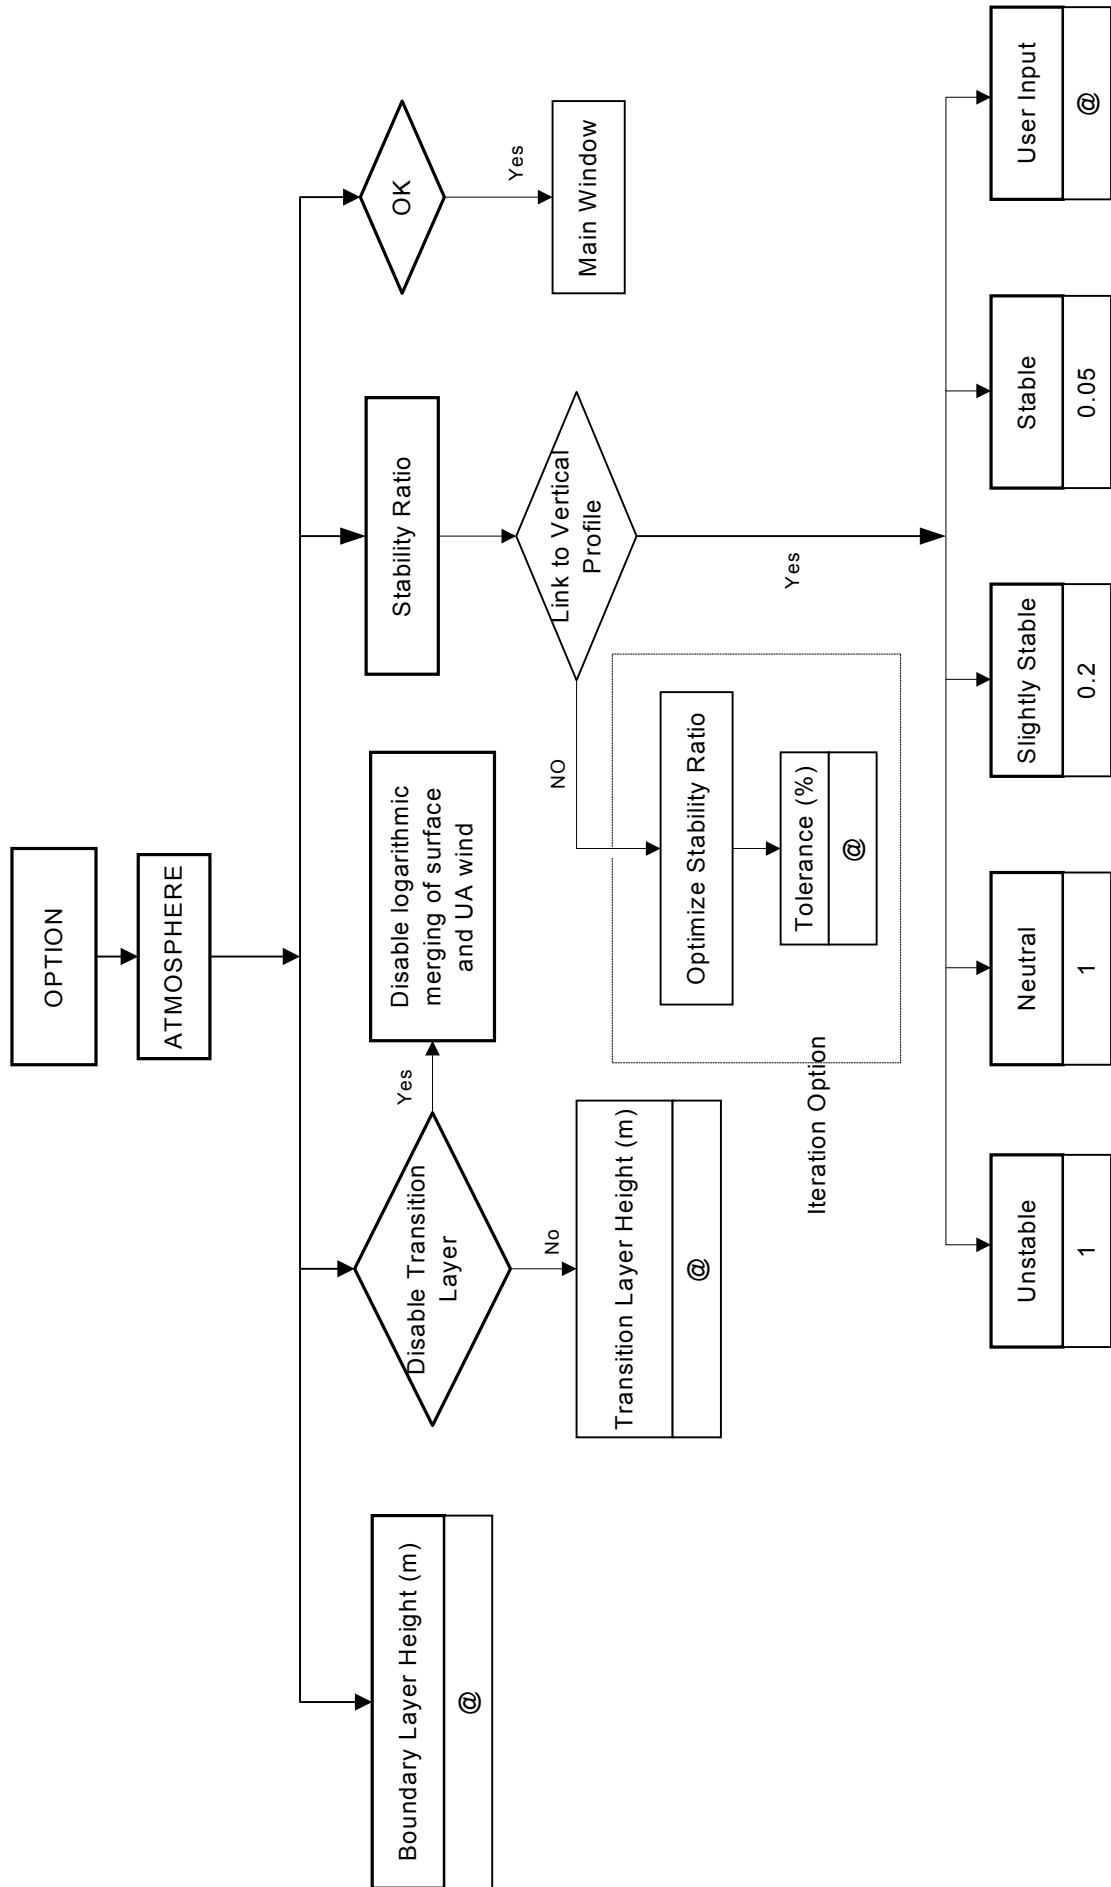 OPTION
ATMOSPHERE
Boundary Layer Height (m)
@
Disable Transition
Layer
Yes
Disable logarithmic
merging of surface
and UA wind
No
Transition Layer Height (m)
@
Stability Ratio
Link to Vertical
Profile
NO
Optimize Stability Ratio
Tolerance (%)
@
Iteration Option
Yes
OK
Yes
Main Window
Unstable
1
Neutral
1
Slightly Stable
0.2
Stable
0.05
User Input
@